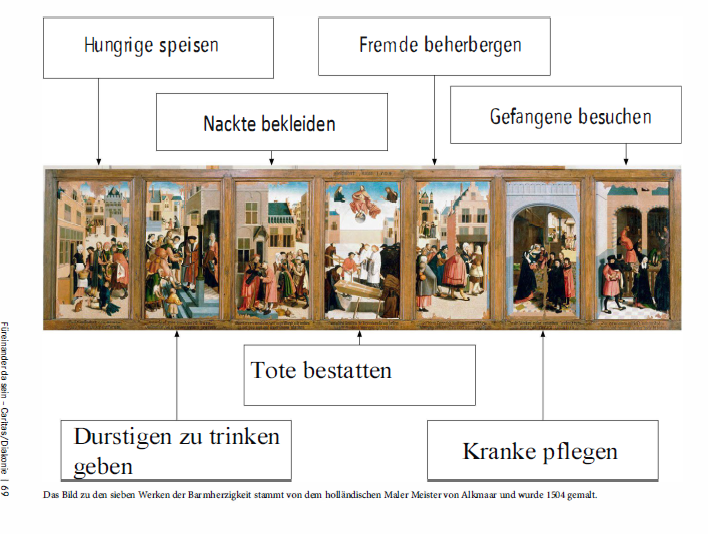 Hungrige speisen
Fremde beherbergen
Nackte bekleiden
Gefangene besuchen
Tote bestatten
Durstigen zu trinken
geben
Kranke pflegen
Das Bild zu den sieben Werken der Barmherzigkeit stammt von dem holländischen Maler Meister von Alkmaar und wurde 1504 gemalt.
Füreinander da sein – Caritas/Diakonie | 69